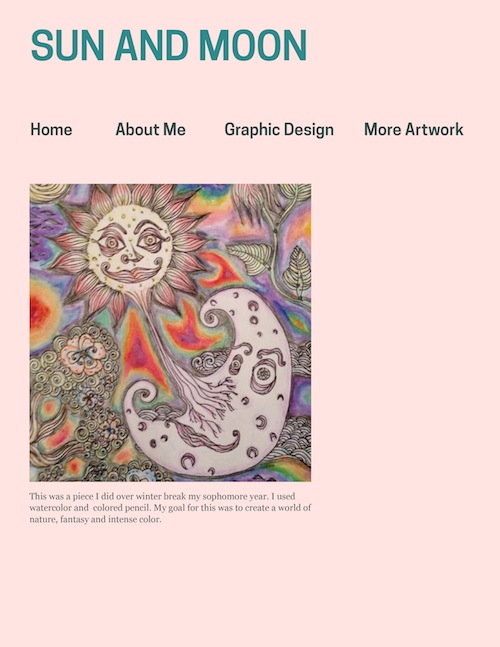 SUN AND MOON
Home About Me Graphic Design More Artwork
This was a piece I did over winter break my sophomore year. I used
watercolor and  colored pencil. My goal for this was to create a world of
nature, fantasy and intense color.